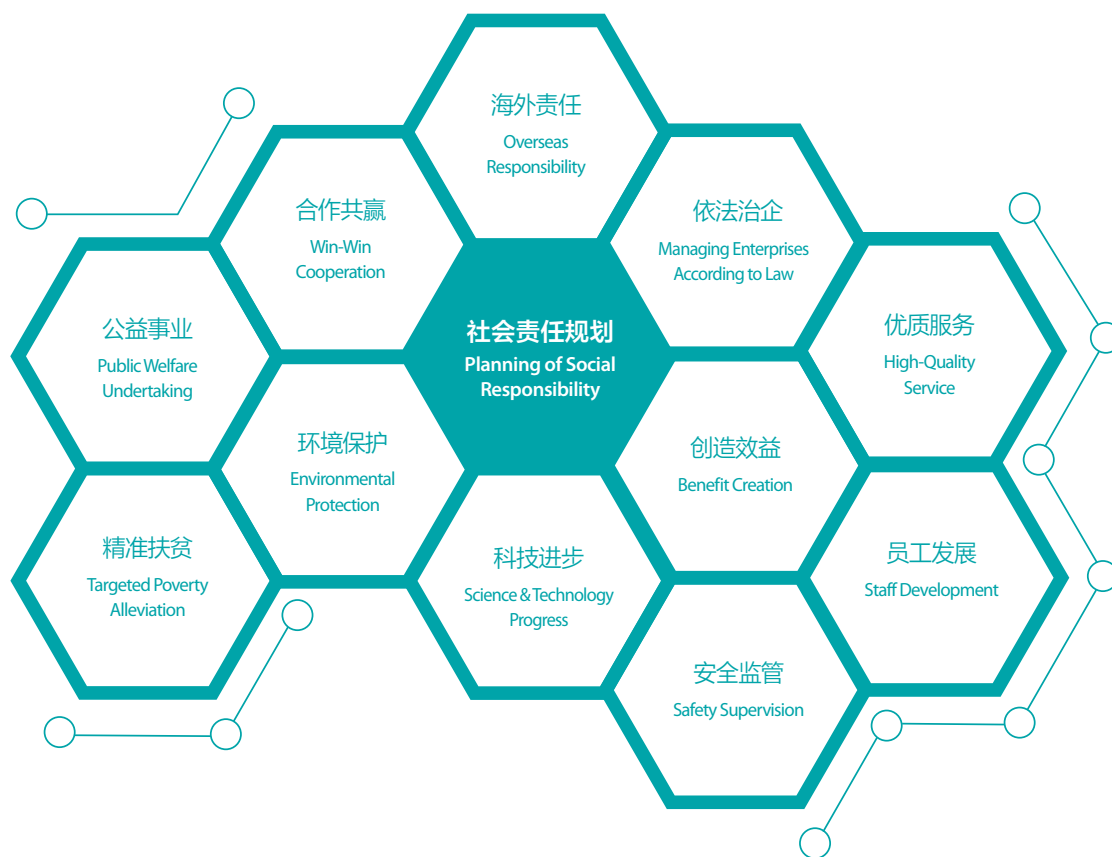 海外责任
Overseas
Responsibility
合作共赢
Win-Win
Cooperation
依法治企
Managing Enterprises
According to Law
公益事业
Public Welfare
Undertaking
社会责任规划
Planning of Social
Responsibility
优质服务
High-Quality
Service
环境保护
Environmental
Protection
创造效益
Benefit Creation
精准扶贫
Targeted Poverty
Alleviation
科技进步
Science & Technology
Progress
员工发展
Staff Development
安全监管
Safety Supervision